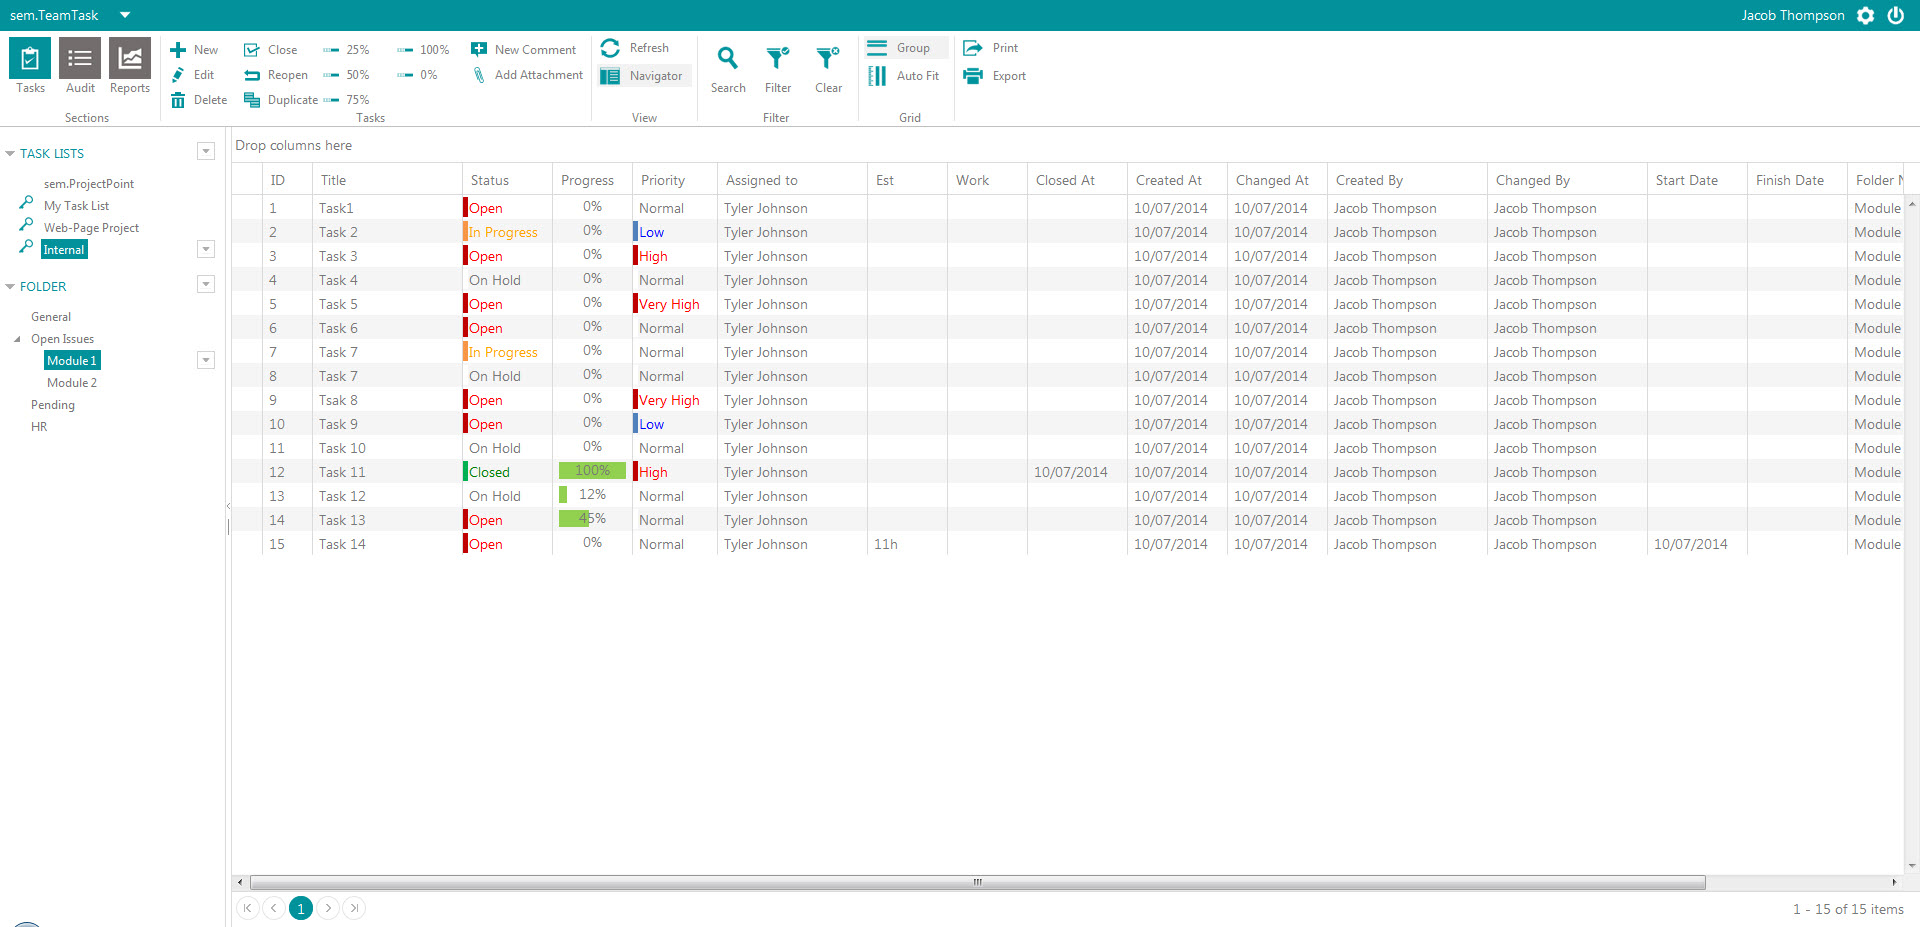 sem.TeamTask Jacob Thompson
New Close 25% 100% New Comment Refresh Group Print
Edit Reopen 50% 0% Add Attachment Navigator Auto Fit Export
Tasks Audit Reports Delete Duplicate 75% Search Filter Clear
Sections Tasks View Filter Grid
TASK LISTS
sem.ProjectPoint
My Task List
Web-Page Project
Internal
FOLDER
General
Open Issues
Module 1
Module 2
Pending
HR
Drop columns here
ID Title Status Progress Priority Assigned to Est Work Closed At Created At Changed At Created By Changed By Start Date Finish Date Folder
1 Task1 Open 0% Normal Tyler Johnson 10/07/2014 10/07/2014 Jacob Thompson Jacob Thompson Module
2 Task 2 In Progress 0% Low Tyler Johnson 10/07/2014 10/07/2014 Jacob Thompson Jacob Thompson Module
3 Task 3 Open 0% High Tyler Johnson 10/07/2014 10/07/2014 Jacob Thompson Jacob Thompson Module
4 Task 4 On Hold 0% Normal Tyler Johnson 10/07/2014 10/07/2014 Jacob Thompson Jacob Thompson Module
5 Task 5 Open 0% Very High Tyler Johnson 10/07/2014 10/07/2014 Jacob Thompson Jacob Thompson Module
6 Task 6 Open 0% Normal Tyler Johnson 10/07/2014 10/07/2014 Jacob Thompson Jacob Thompson Module
7 Task 7 In Progress 0% Normal Tyler Johnson 10/07/2014 10/07/2014 Jacob Thompson Jacob Thompson Module
8 Task 7 On Hold 0% Normal Tyler Johnson 10/07/2014 10/07/2014 Jacob Thompson Jacob Thompson Module
9 Tsak 8 Open 0% Very High Tyler Johnson 10/07/2014 10/07/2014 Jacob Thompson Jacob Thompson Module
10 Task 9 Open 0% Low Tyler Johnson 10/07/2014 10/07/2014 Jacob Thompson Jacob Thompson Module
11 Task 10 On Hold 0% Normal Tyler Johnson 10/07/2014 10/07/2014 Jacob Thompson Jacob Thompson Module
12 Task 11 Closed 100% High Tyler Johnson 10/07/2014 10/07/2014 10/07/2014 Jacob Thompson Jacob Thompson Module
13 Task 12 On Hold 12% Normal Tyler Johnson 10/07/2014 10/07/2014 Jacob Thompson Jacob Thompson Module
14 Task 13 Open 45% Normal Tyler Johnson 10/07/2014 10/07/2014 Jacob Thompson Jacob Thompson Module
15 Task 14 Open 0% Normal Tyler Johnson 11h 10/07/2014 10/07/2014 Jacob Thompson Jacob Thompson 10/07/2014 Module
1 1 - 15 of 15 items